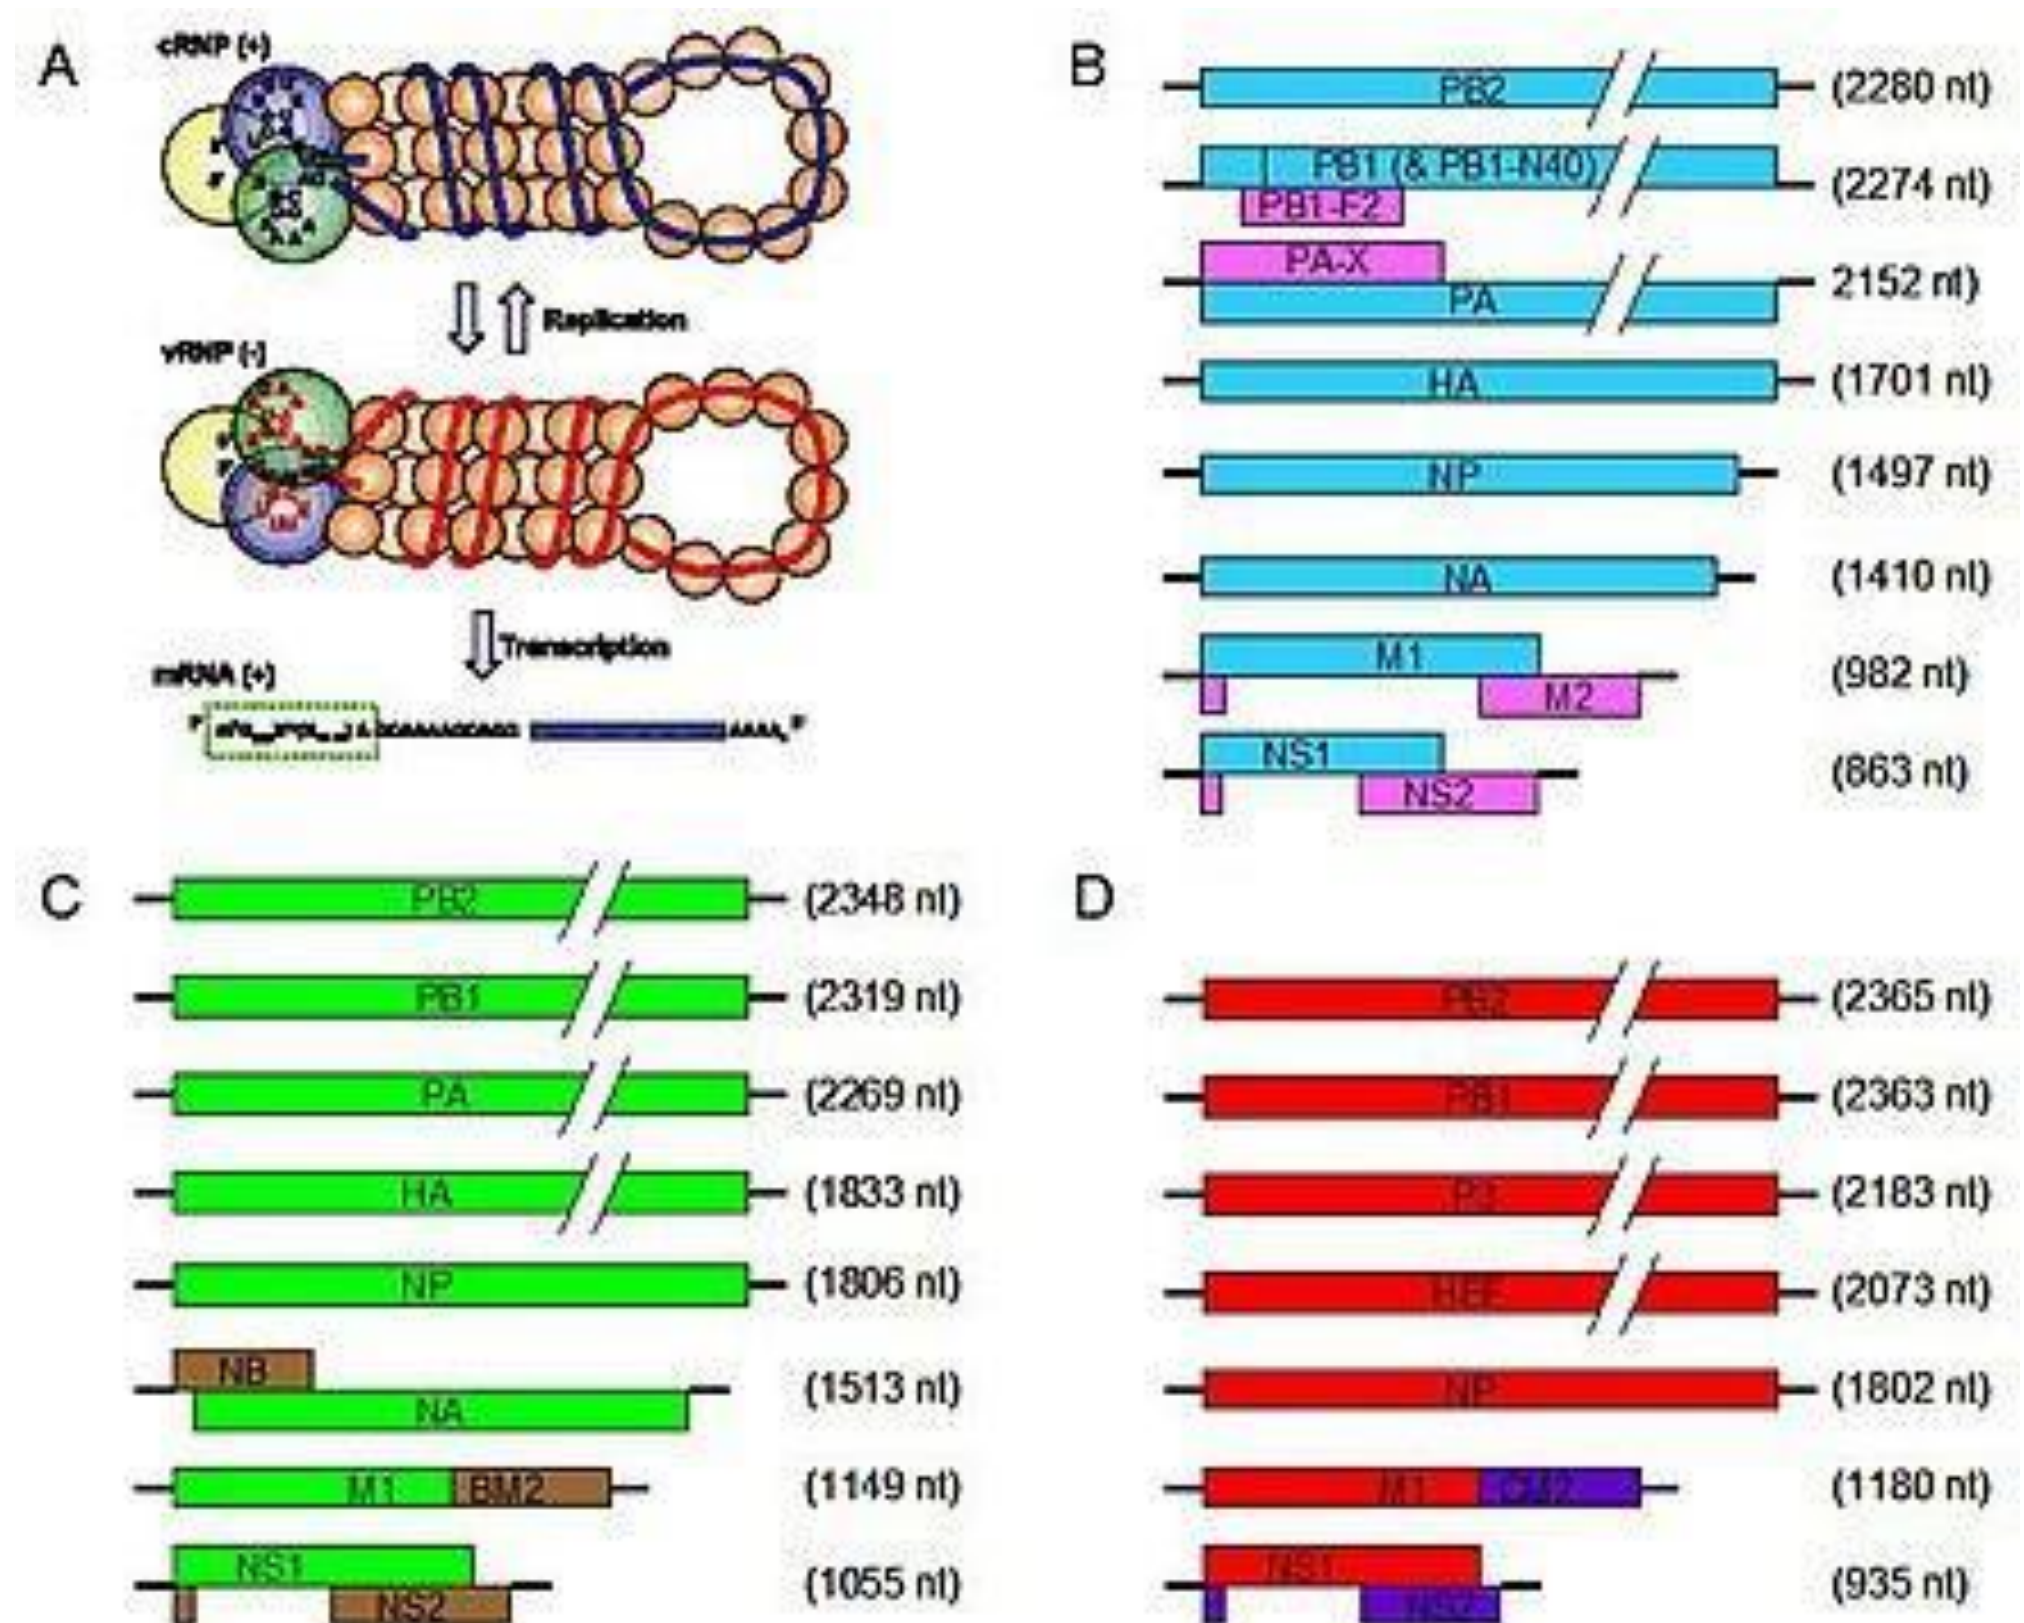 A
cRNP (+)
Replication
vRNP (-)
Transcription
mRNA (+)
B
PB2
(2280 nt)
PB1 (& PB1-N40)
(2274 nt)
PB1-F2
PA-X
2152 nt)
PA
HA
(1701 nt)
NP
(1497 nt)
NA
(1410 nt)
M1
(982 nt)
M2
NS1
(863 nt)
NS2
C
PB2
(2348 nt)
PB1
(2319 nt)
PA
(2269 nt)
HA
(1833 nt)
NP
(1806 nt)
NB
(1513 nt)
NA
M1
BM2
(1149 nt)
NS1
(1055 nt)
NS2
D
PB2
(2365 nt)
PB1
(2363 nt)
P3
(2183 nt)
HEF
(2073 nt)
NP
(1802 nt)
M1
CM2
(1180 nt)
NS1
(935 nt)
NS2